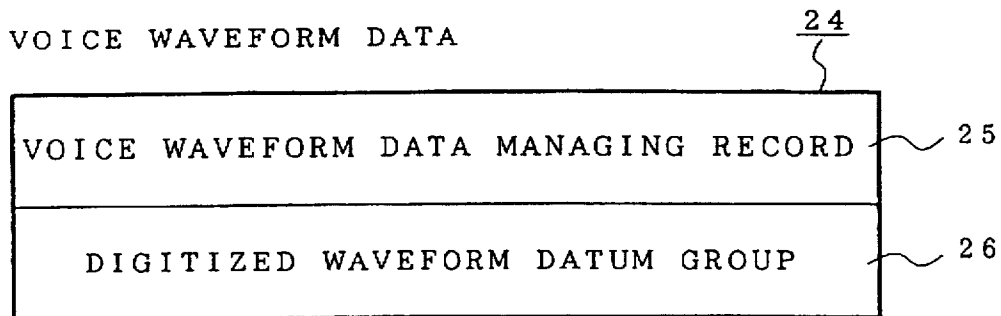 VOICE WAVEFORM DATA 24
VOICE WAVEFORM DATA MANAGING RECORD 25
DIGITIZED WAVEFORM DATUM GROUP 26